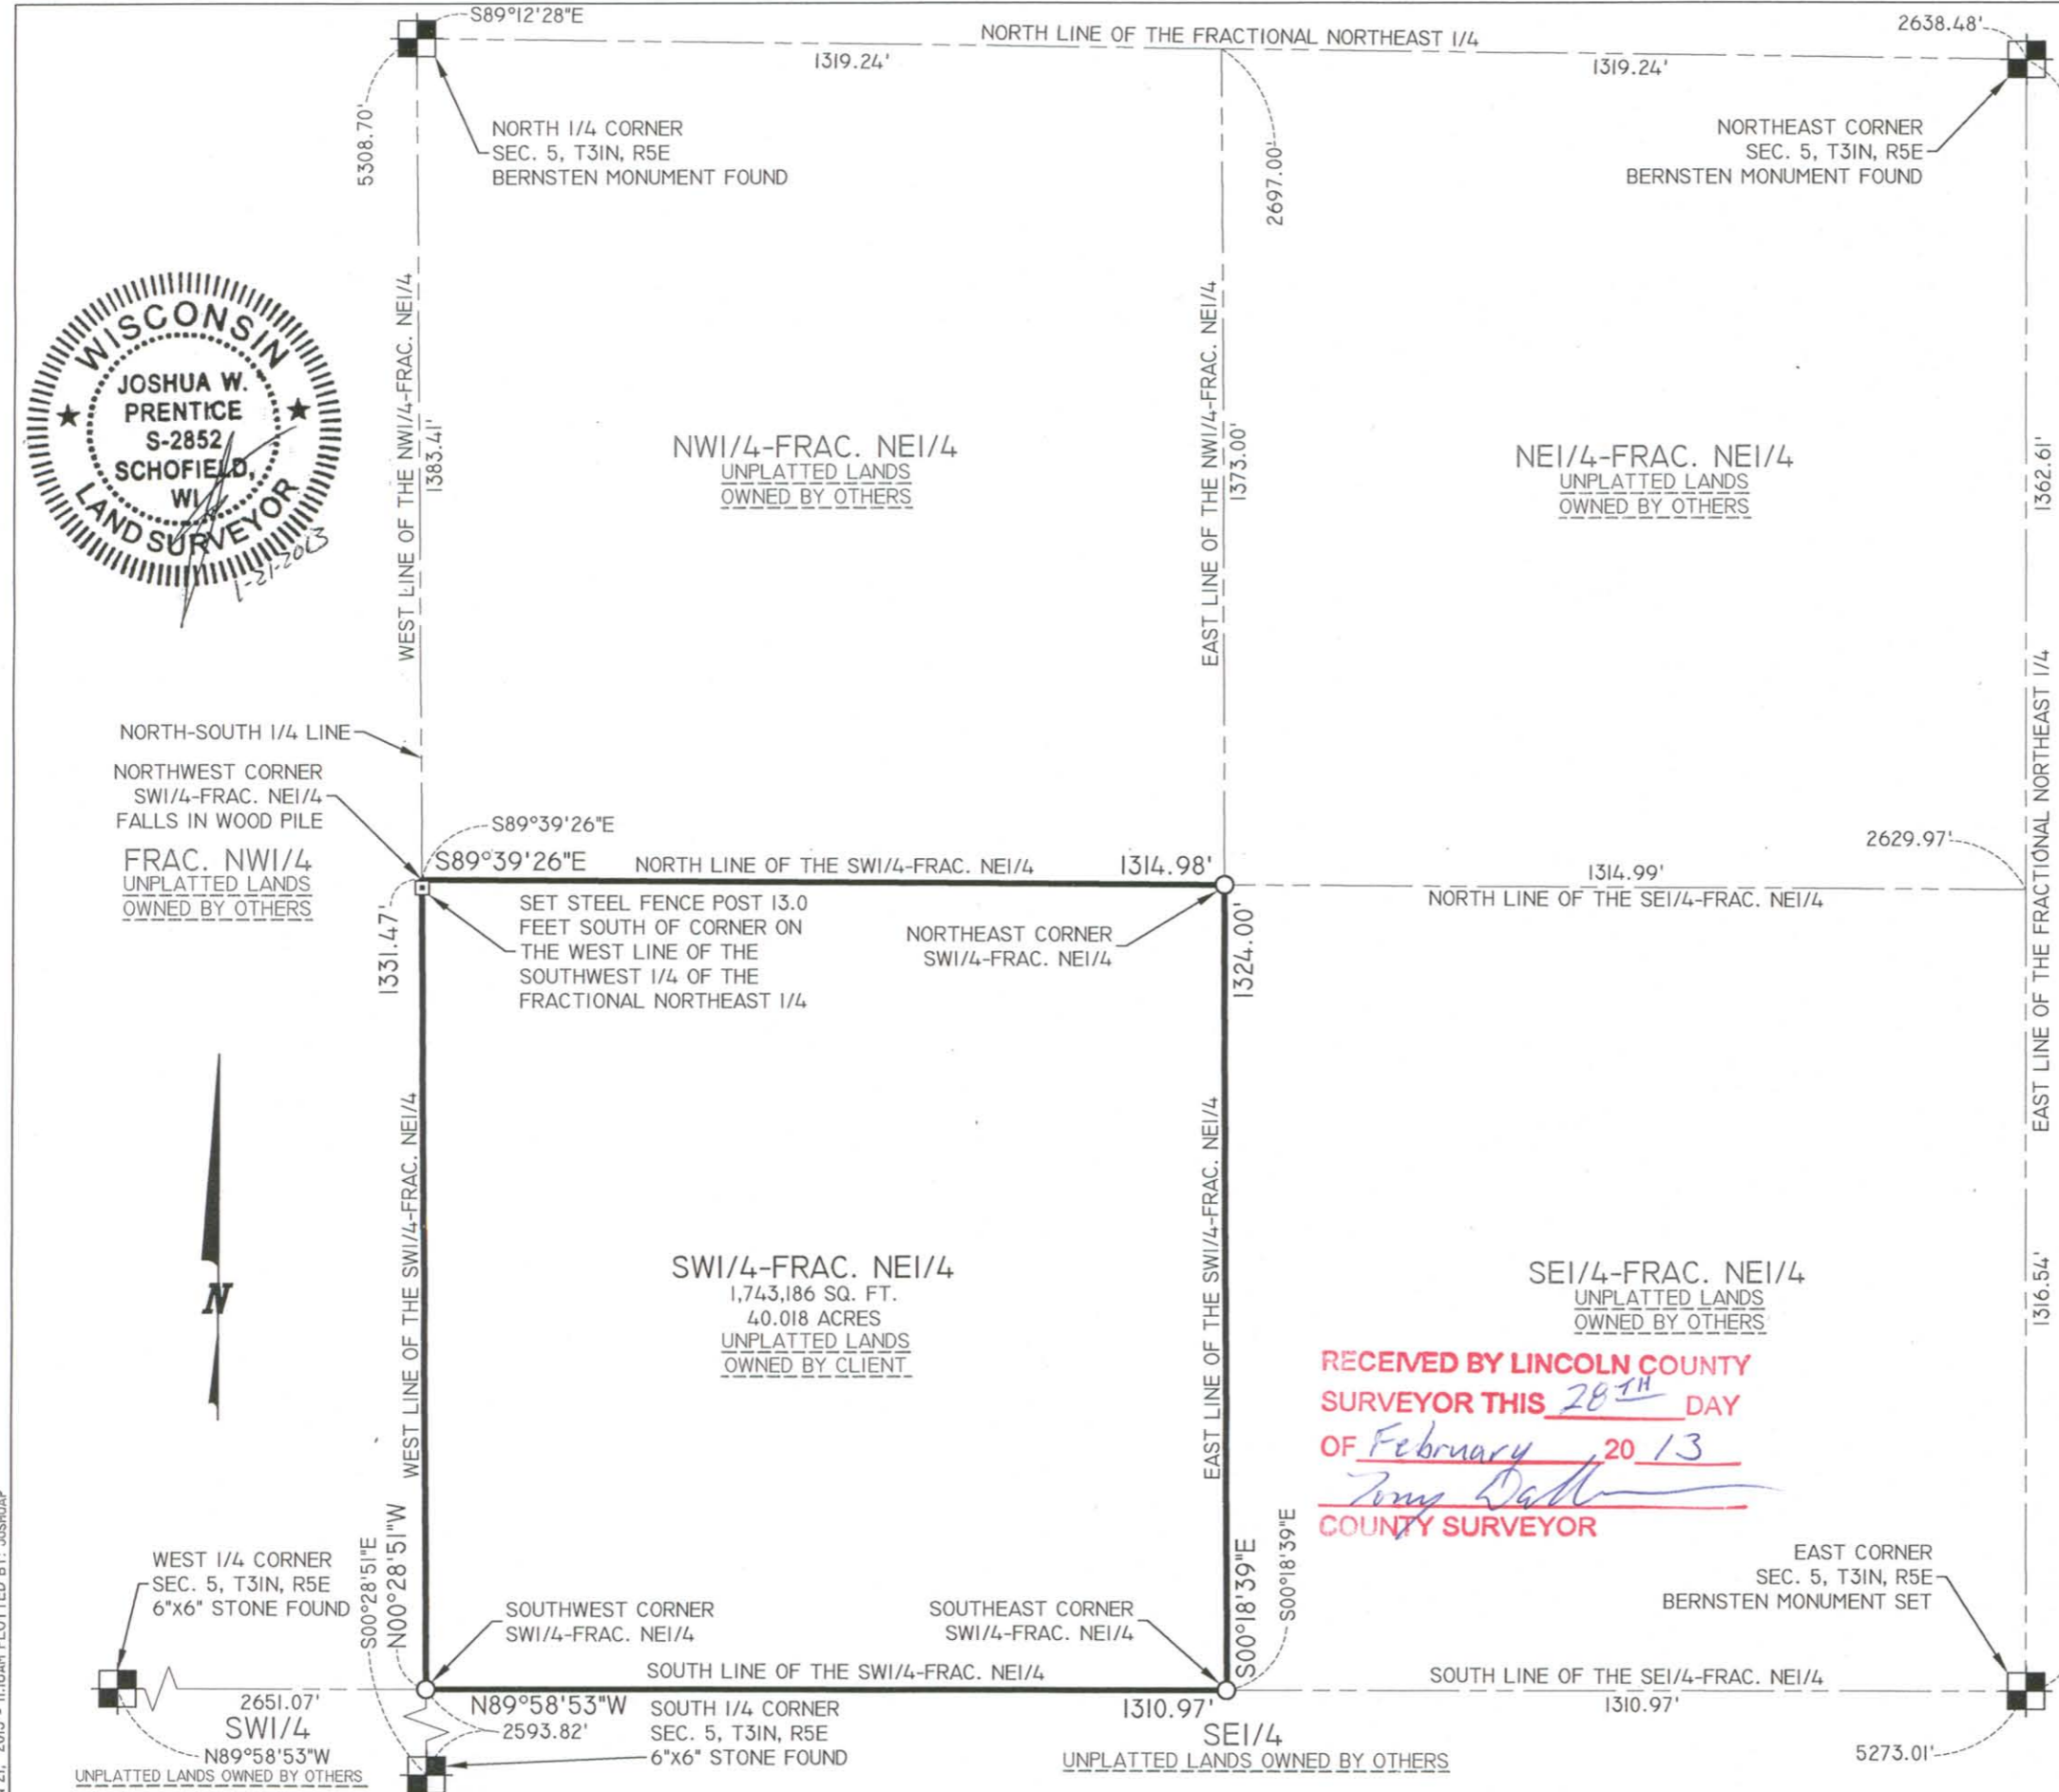 S89°12'28"E
NORTH LINE OF THE FRACTIONAL NORTHEAST 1/4
2638.48'
1319.24'
1319.24'
5308.70'
NORTH 1/4 CORNER
SEC. 5, T31N, R5E
BERNSTEN MONUMENT FOUND
2697.00'
NORTHEAST CORNER
SEC. 5, T31N, R5E
BERNSTEN MONUMENT FOUND
WISCONSIN
JOSHUA W.
PRENTICE
S-2852
SCHOFIELD,
WI
LAND SURVEYOR
1-21-2013
WEST LINE OF THE NW1/4-FRAC. NE1/4
1383.41'
NW1/4-FRAC. NE1/4
UNPLATTED LANDS
OWNED BY OTHERS
EAST LINE OF THE NW1/4-FRAC. NE1/4
1373.00'
NE1/4-FRAC. NE1/4
UNPLATTED LANDS
OWNED BY OTHERS
1362.61'
EAST LINE OF THE FRACTIONAL NORTHEAST 1/4
NORTH-SOUTH 1/4 LINE
NORTHWEST CORNER
SW1/4-FRAC. NE1/4
FALLS IN WOOD PILE
FRAC. NW1/4
UNPLATTED LANDS
OWNED BY OTHERS
S89°39'26"E
S89°39'26"E
NORTH LINE OF THE SW1/4-FRAC. NE1/4
1314.98'
2629.97'
1314.99'
NORTH LINE OF THE SE1/4-FRAC. NE1/4
1331.47'
SET STEEL FENCE POST 13.0
FEET SOUTH OF CORNER ON
THE WEST LINE OF THE
SOUTHWEST 1/4 OF THE
FRACTIONAL NORTHEAST 1/4
NORTHEAST CORNER
SW1/4-FRAC. NE1/4
1324.00'
N
WEST LINE OF THE SW1/4-FRAC. NE1/4
SW1/4-FRAC. NE1/4
1,743,186 SQ. FT.
40.018 ACRES
UNPLATTED LANDS
OWNED BY CLIENT
EAST LINE OF THE SW1/4-FRAC. NE1/4
SE1/4-FRAC. NE1/4
UNPLATTED LANDS
OWNED BY OTHERS
1316.54'
RECEIVED BY LINCOLN COUNTY
SURVEYOR THIS 28TH DAY
OF February 20 13
Tony
COUNTY SURVEYOR
WEST 1/4 CORNER
SEC. 5, T31N, R5E
6"X6" STONE FOUND
S00°28'51"E
N00°28'51"W
SOUTHWEST CORNER
SW1/4-FRAC. NE1/4
SOUTHEAST CORNER
SW1/4-FRAC. NE1/4
S00°18'39"E
S00°18'39"E
EAST CORNER
SEC. 5, T31N, R5E
BERNSTEN MONUMENT SET
SOUTH LINE OF THE SW1/4-FRAC. NE1/4
SOUTH LINE OF THE SE1/4-FRAC. NE1/4
2651.07'
SW1/4
N89°58'53"W
UNPLATTED LANDS OWNED BY OTHERS
N89°58'53"W
2593.82'
SOUTH 1/4 CORNER
SEC. 5, T31N, R5E
6"X6" STONE FOUND
1310.97'
SE1/4
UNPLATTED LANDS OWNED BY OTHERS
1310.97'
5273.01'
21, 2013 - 11:10AM PLOTTED BY: JOSHUAP